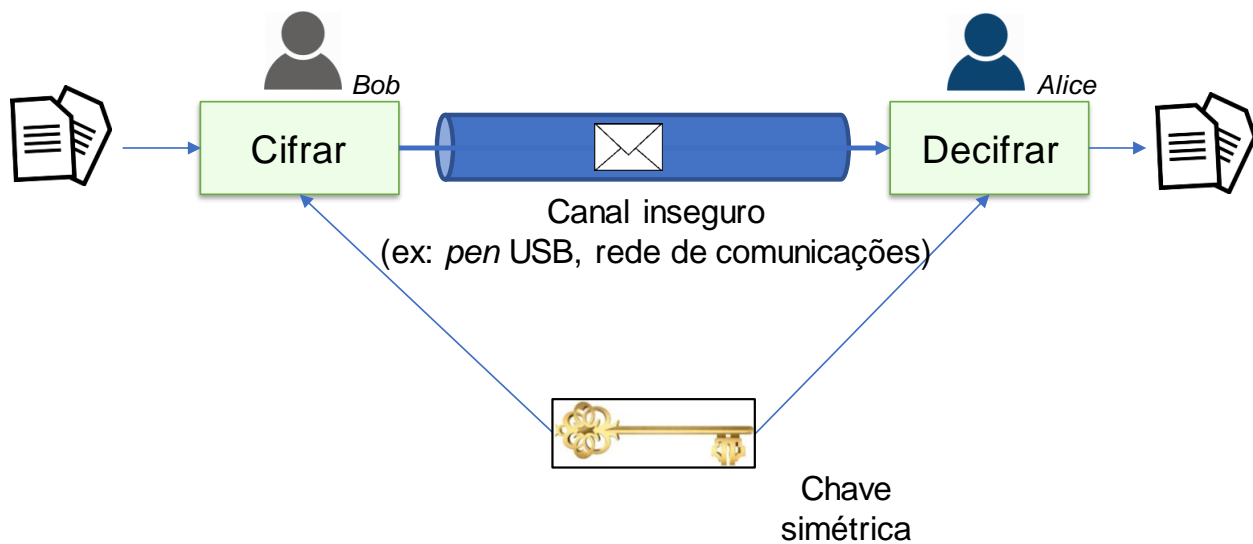 Bob
Alice
Cifrar
Decifrar
Canal inseguro
(ex: pen USB, rede de comunicações)
Chave
simétrica